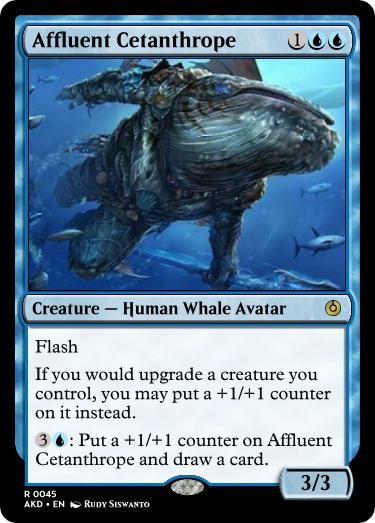 Affluent Cetanthrope 1UU
Creature — Human Whale Avatar
Flash
If you would upgrade a creature you
control, you may put a +1/+1 counter
on it instead.
3U: Put a +1/+1 counter on Affluent
Cetanthrope and draw a card.
3/3
R 0045
AKD • EN Rudy Siswanto